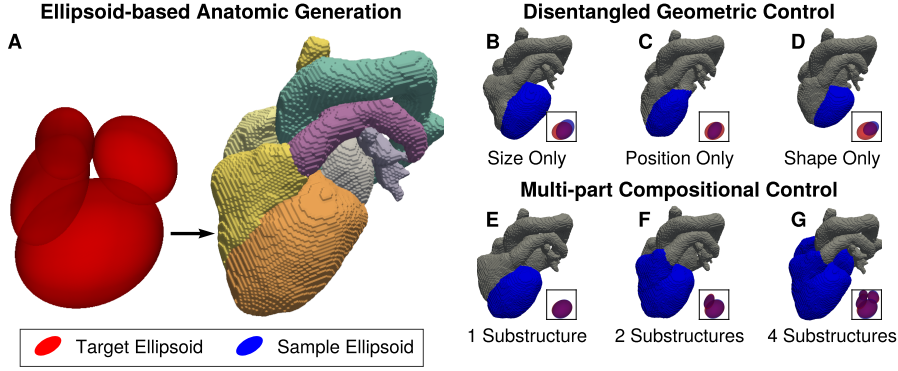 Ellipsoid-based Anatomic Generation
A
Target Ellipsoid
Sample Ellipsoid
Disentangled Geometric Control
B
C
D
Size Only
Position Only
Shape Only
Multi-part Compositional Control
E
F
G
1 Substructure
2 Substructures
4 Substructures